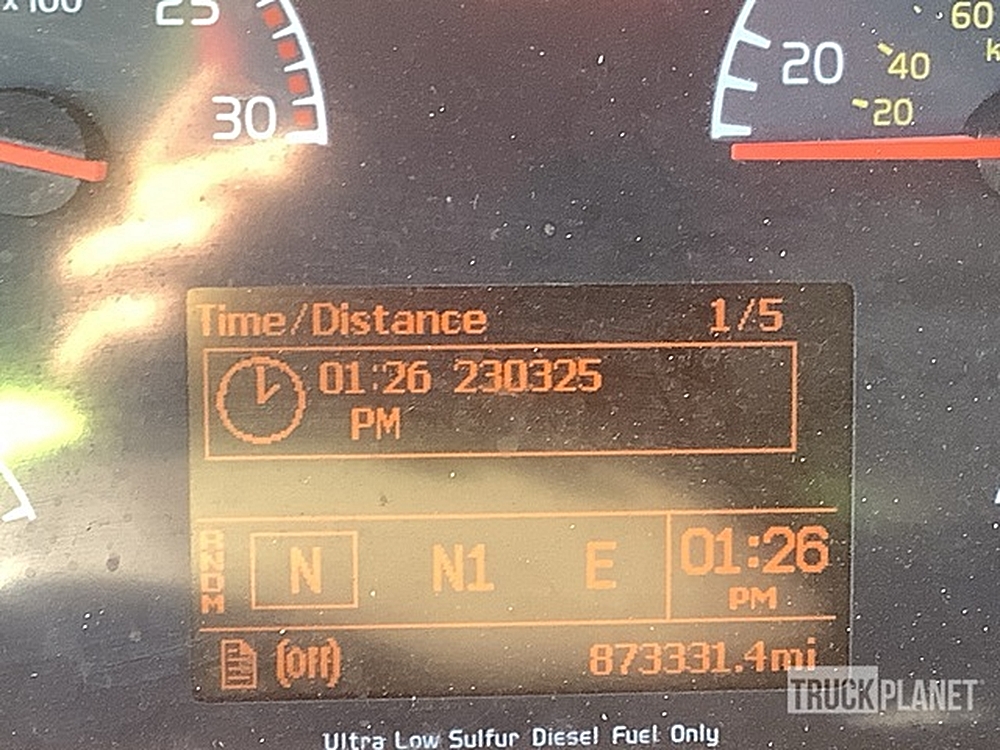 x100
25
30
60
20
40
20
Time/Distance 1/5
01:26 230325
PM
RNDM
N N1 E 01:26
PM
(Off) 873331.4mi
TRUCKPLANET
Ultra Low Sulfur Diesel Fuel Only